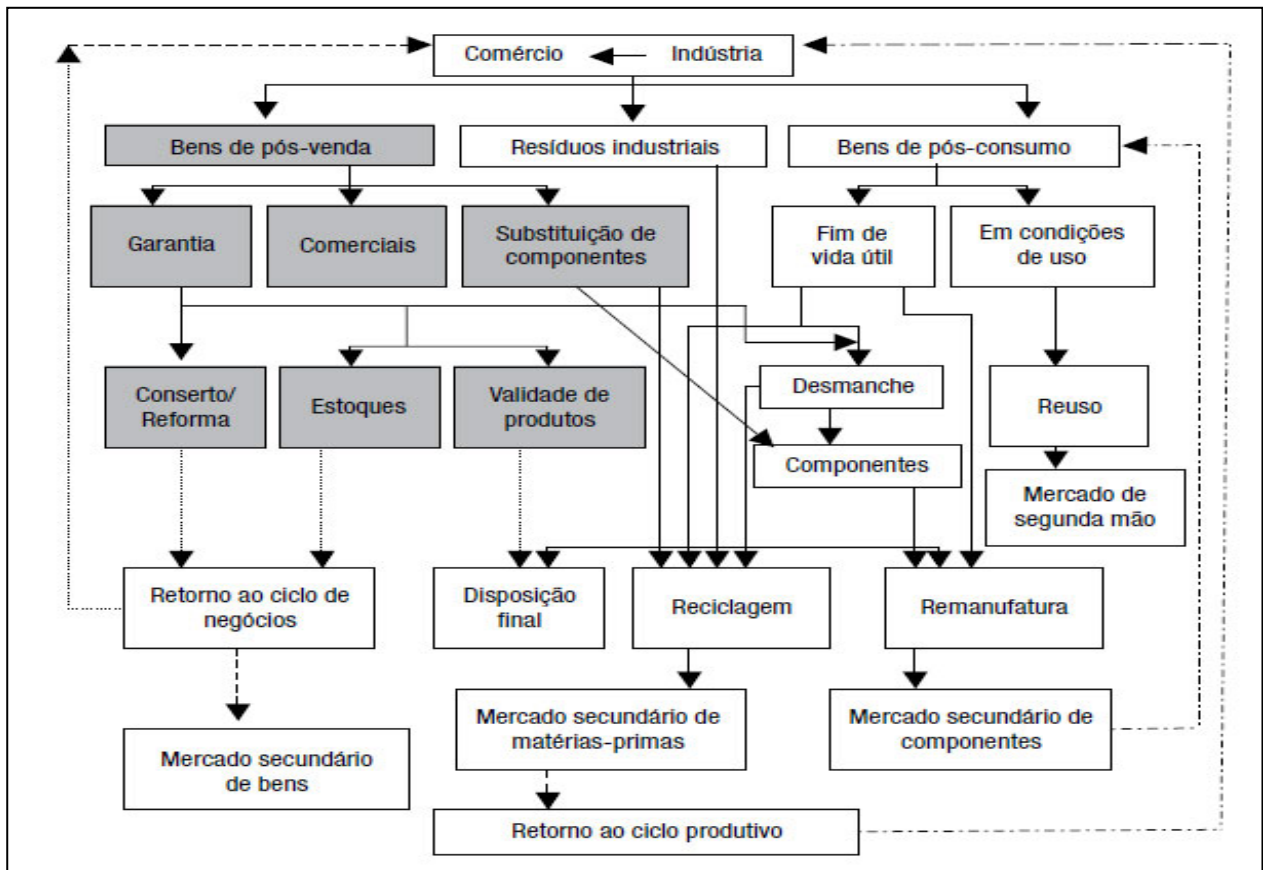 Comércio
Indústria
Bens de pós-venda
Resíduos industriais
Bens de pós-consumo
Garantia
Comerciais
Substituição de
componentes
Fim de
vida útil
Em condições
de uso
Conserto/
Reforma
Estoques
Validade de
produtos
Desmanche
Reuso
Componentes
Mercado de
segunda mão
Retorno ao ciclo de
negócios
Disposição
final
Reciclagem
Remanufatura
Mercado secundário
de bens
Mercado secundário de
matérias-primas
Mercado secundário de
componentes
Retorno ao ciclo produtivo